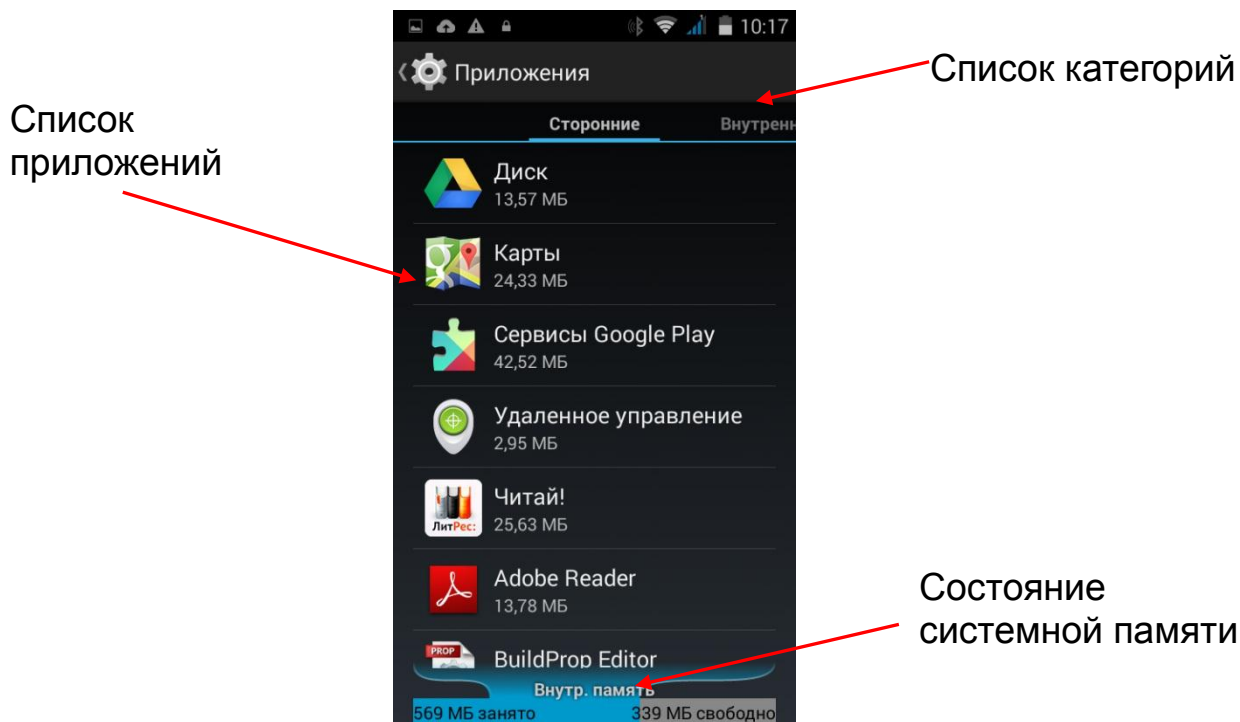 10:17
Приложения
Список категорий
Список
приложений
Сторонние Внутренн
Диск
13,57 МБ
Карты
24,33 МБ
Сервисы Google Play
42,52 МБ
Удаленное управление
2,95 МБ
Читай!
ЛитРес:
25,63 МБ
Adobe Reader
13,78 МБ
PROP
BuildProp Editor
Внутр. память
569 МБ занято 339 МБ свободно
Состояние
системной памяти